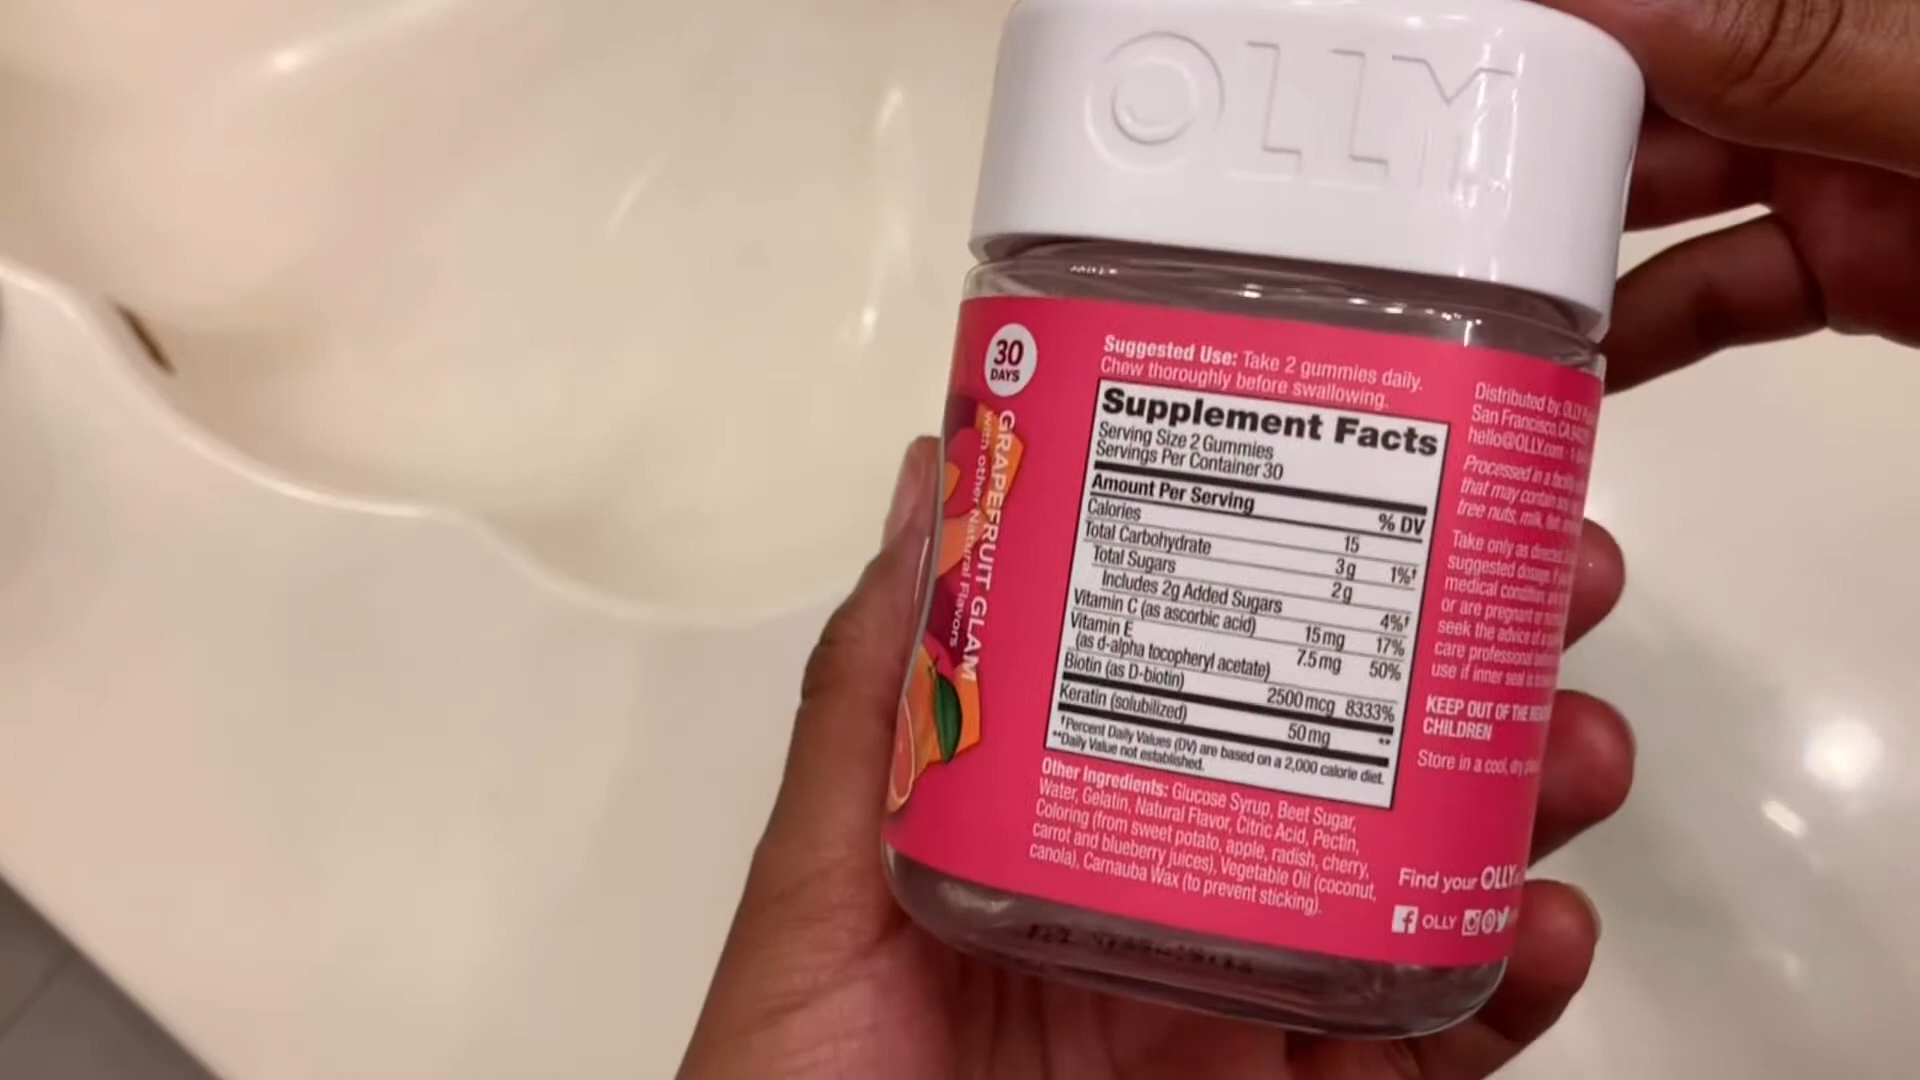 OLLY
30
DAYS
GRAPEFRUIT GLAM
with other Natural Flavors
Suggested Use: Take 2 gummies daily.
Chew thoroughly before swallowing.
Supplement Facts
Serving Size 2 Gummies
Servings Per Container 30
Amount Per Serving % DV
Calories 15
Total Carbohydrate 3g 1%†
Total Sugars 2g
Includes 2g Added Sugars 4%†
Vitamin C (as ascorbic acid) 15mg 17%
Vitamin E
(as d-alpha tocopheryl acetate) 7.5mg 50%
Biotin (as D-biotin) 2500mcg 8333%
Keratin (solubilized) 50mg **
†Percent Daily Values (DV) are based on a 2,000 calorie diet.
**Daily Value not established.
Other Ingredients: Glucose Syrup, Beet Sugar,
Water, Gelatin, Natural Flavor, Citric Acid, Pectin,
Coloring (from sweet potato, apple, radish, cherry,
carrot and blueberry juices), Vegetable Oil (coconut,
canola), Carnauba Wax (to prevent sticking).
Distributed by: OLLY
San Francisco, CA
hello@OLLY.com
Processed in a
that may contain
tree nuts, milk,
Take only as directed.
suggested dosage.
medical condition,
or are pregnant or
seek the advice of a
care professional
use if inner seal is
KEEP OUT OF THE
CHILDREN
Store in a cool, dry
Find your OLLY
OLLY